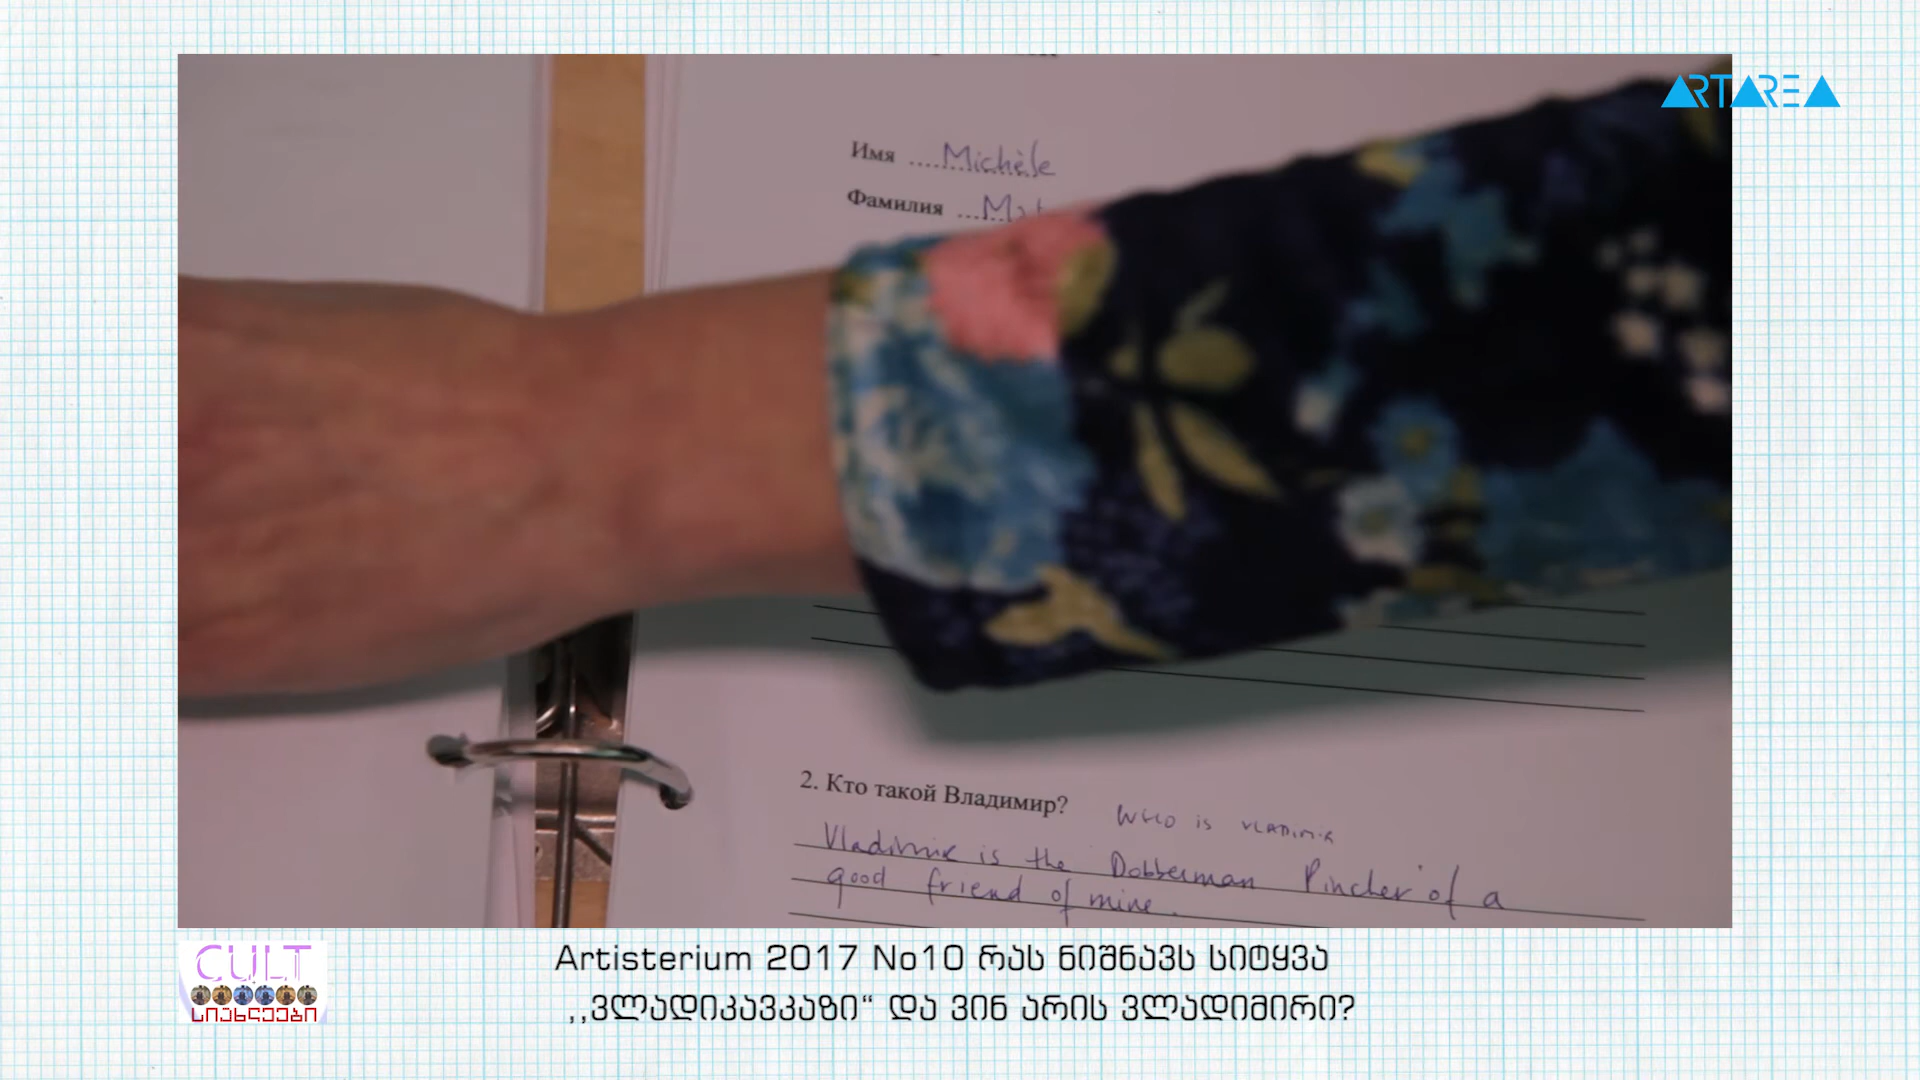 ARTAREA
Имя ..... Michèle
Фамилия ..... Mat
2. Кто такой Владимир? WHO IS VLADIMIR
Vladimir is the Dobberman Pincher of a
good friend of mine.
CULT
სიახლეები
Artisterium 2017 No10 რას ნიშნავს სიტყვა
,,ვლადიკავკაზი“ და ვინ არის ვლადიმირი?